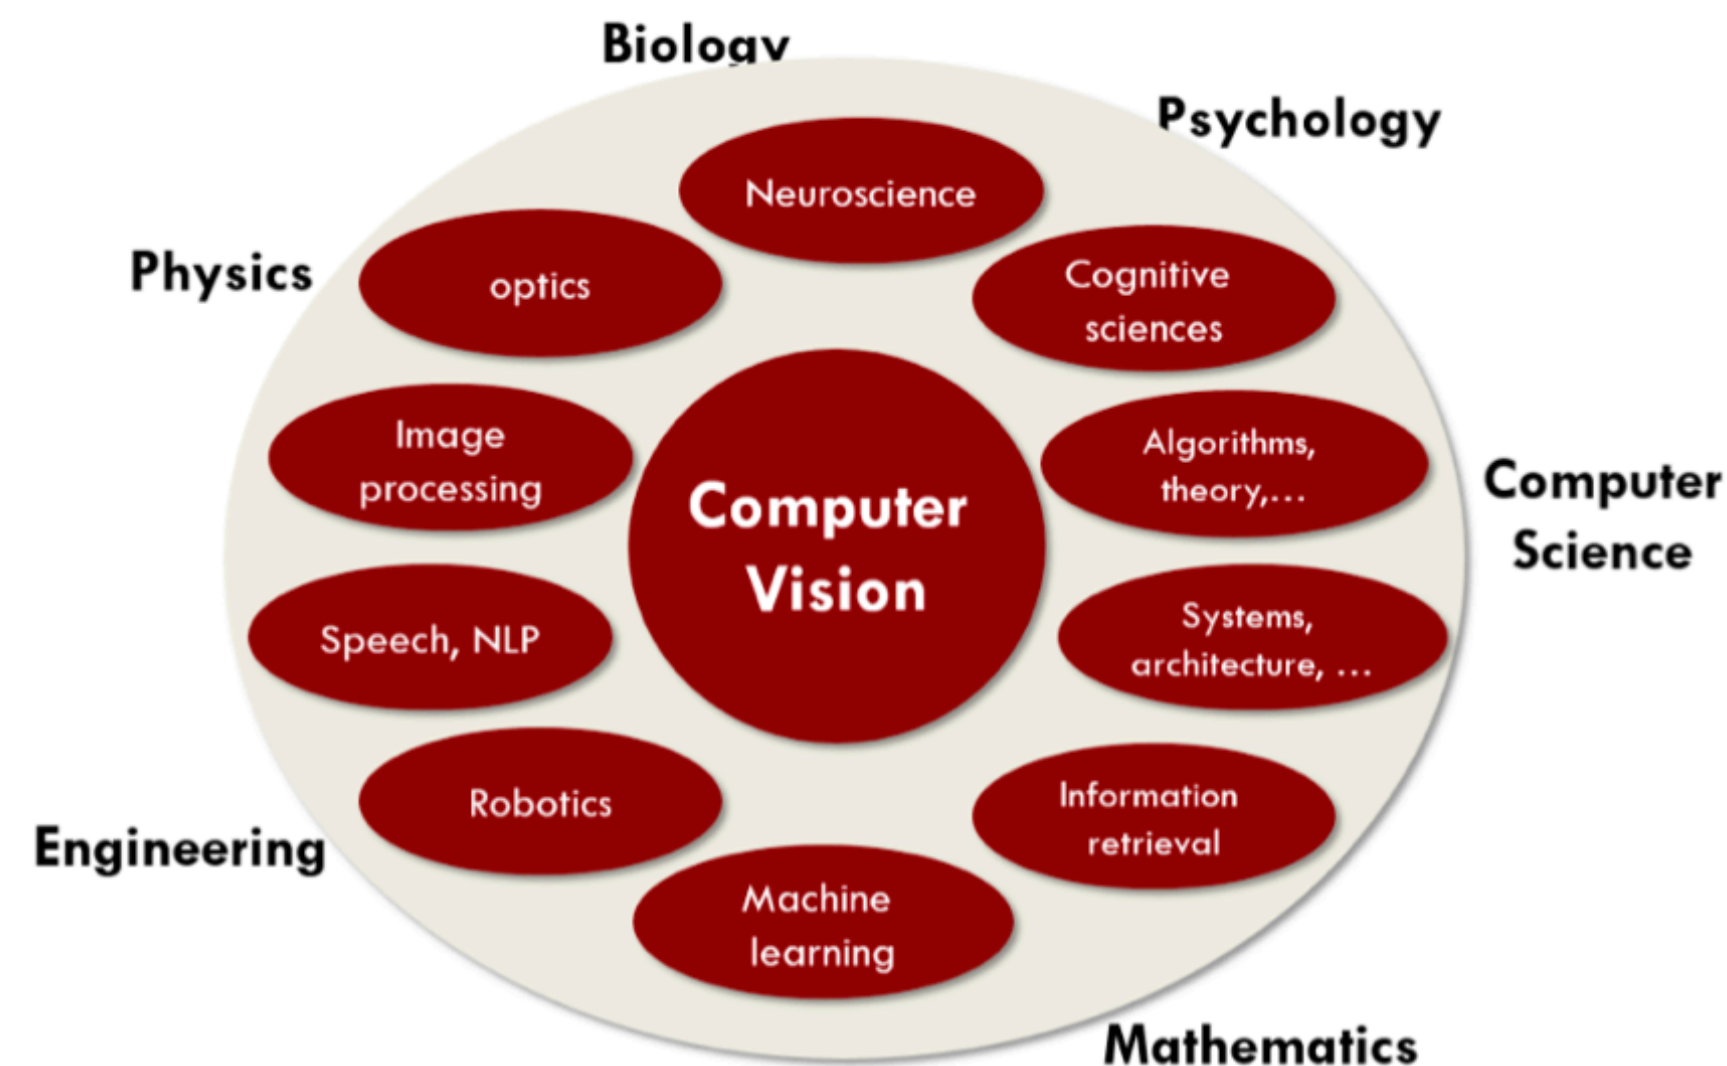 Biology
Psychology
Neuroscience
Physics
optics
Cognitive
sciences
Image
processing
Algorithms,
theory,...
Computer
Vision
Computer
Science
Speech, NLP
Systems,
architecture, ...
Robotics
Information
retrieval
Engineering
Machine
learning
Mathematics